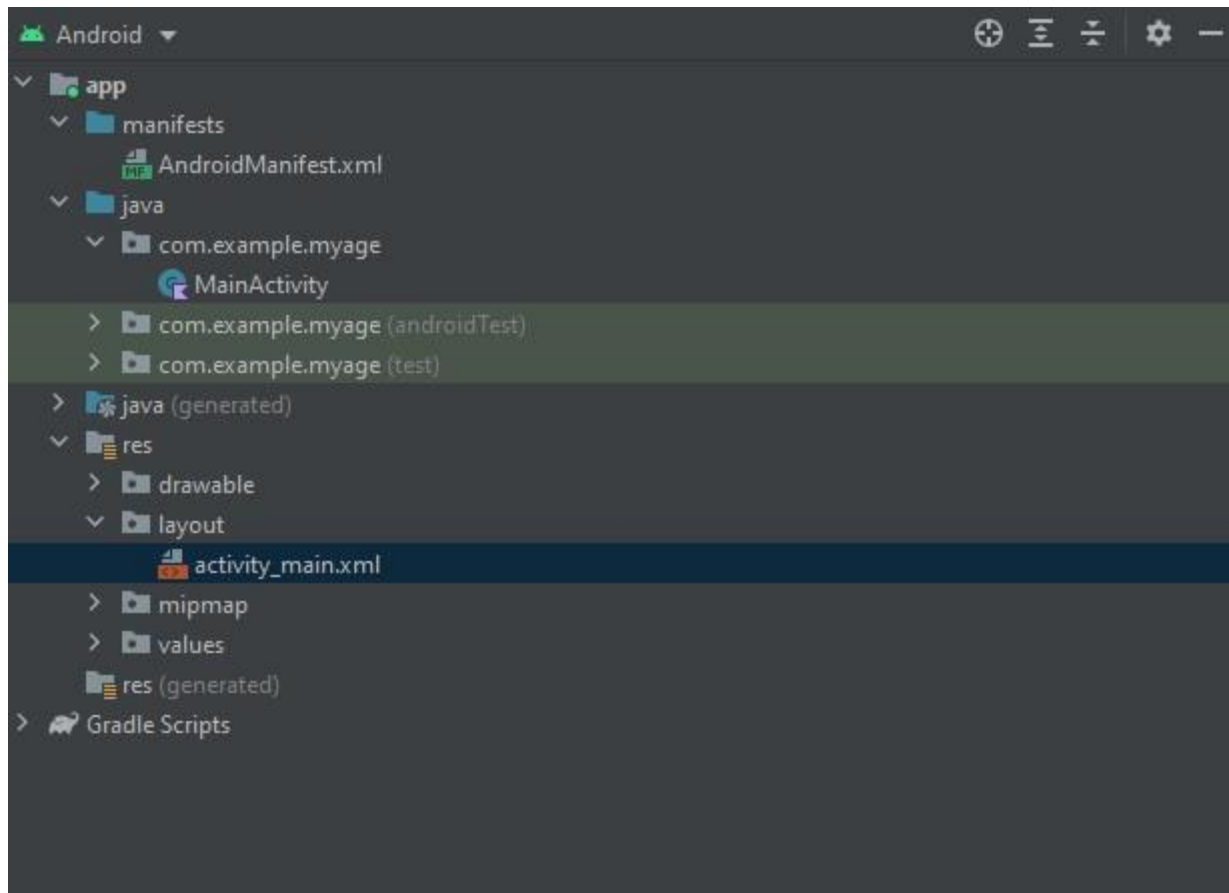 Android
app
manifests
MF
AndroidManifest.xml
java
com.example.myage
MainActivity
com.example.myage (androidTest)
com.example.myage (test)
java (generated)
res
drawable
layout
activity_main.xml
mipmap
values
res (generated)
Gradle Scripts